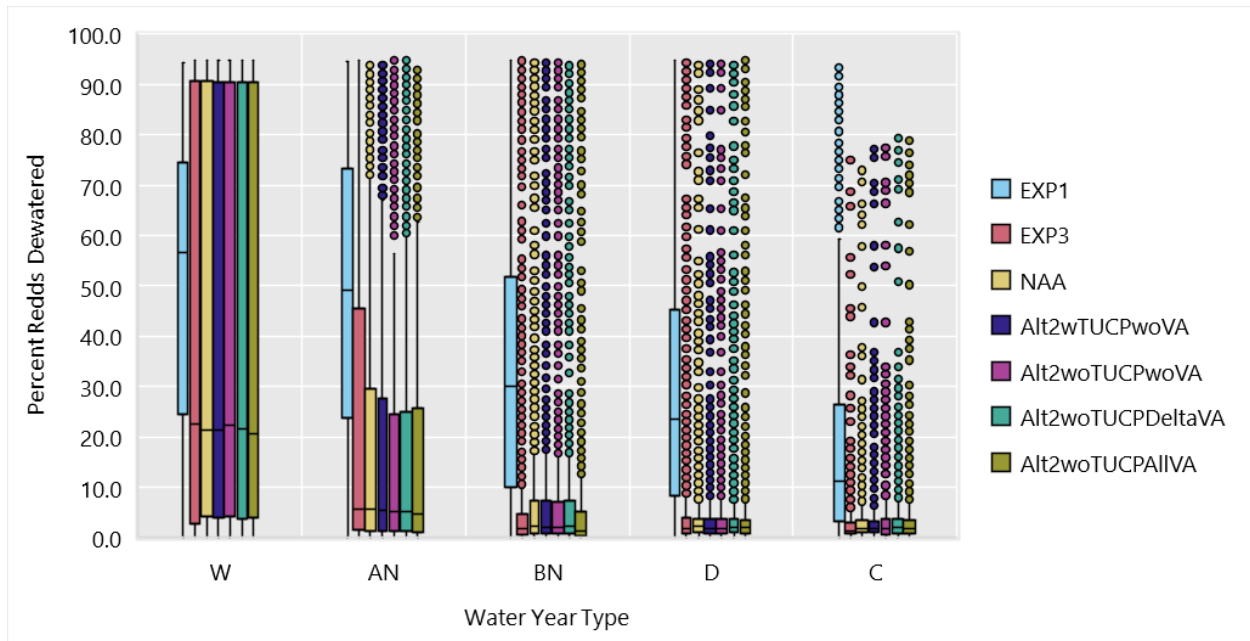 100.0
90.0
80.0
70.0
60.0
50.0
40.0
30.0
20.0
10.0
0.0
Percent Redds Dewatered
W AN BN D C
Water Year Type
EXP1
EXP3
NAA
Alt2wTUCPwoVA
Alt2woTUCPwoVA
Alt2woTUCPDeltaVA
Alt2woTUCPAllVA